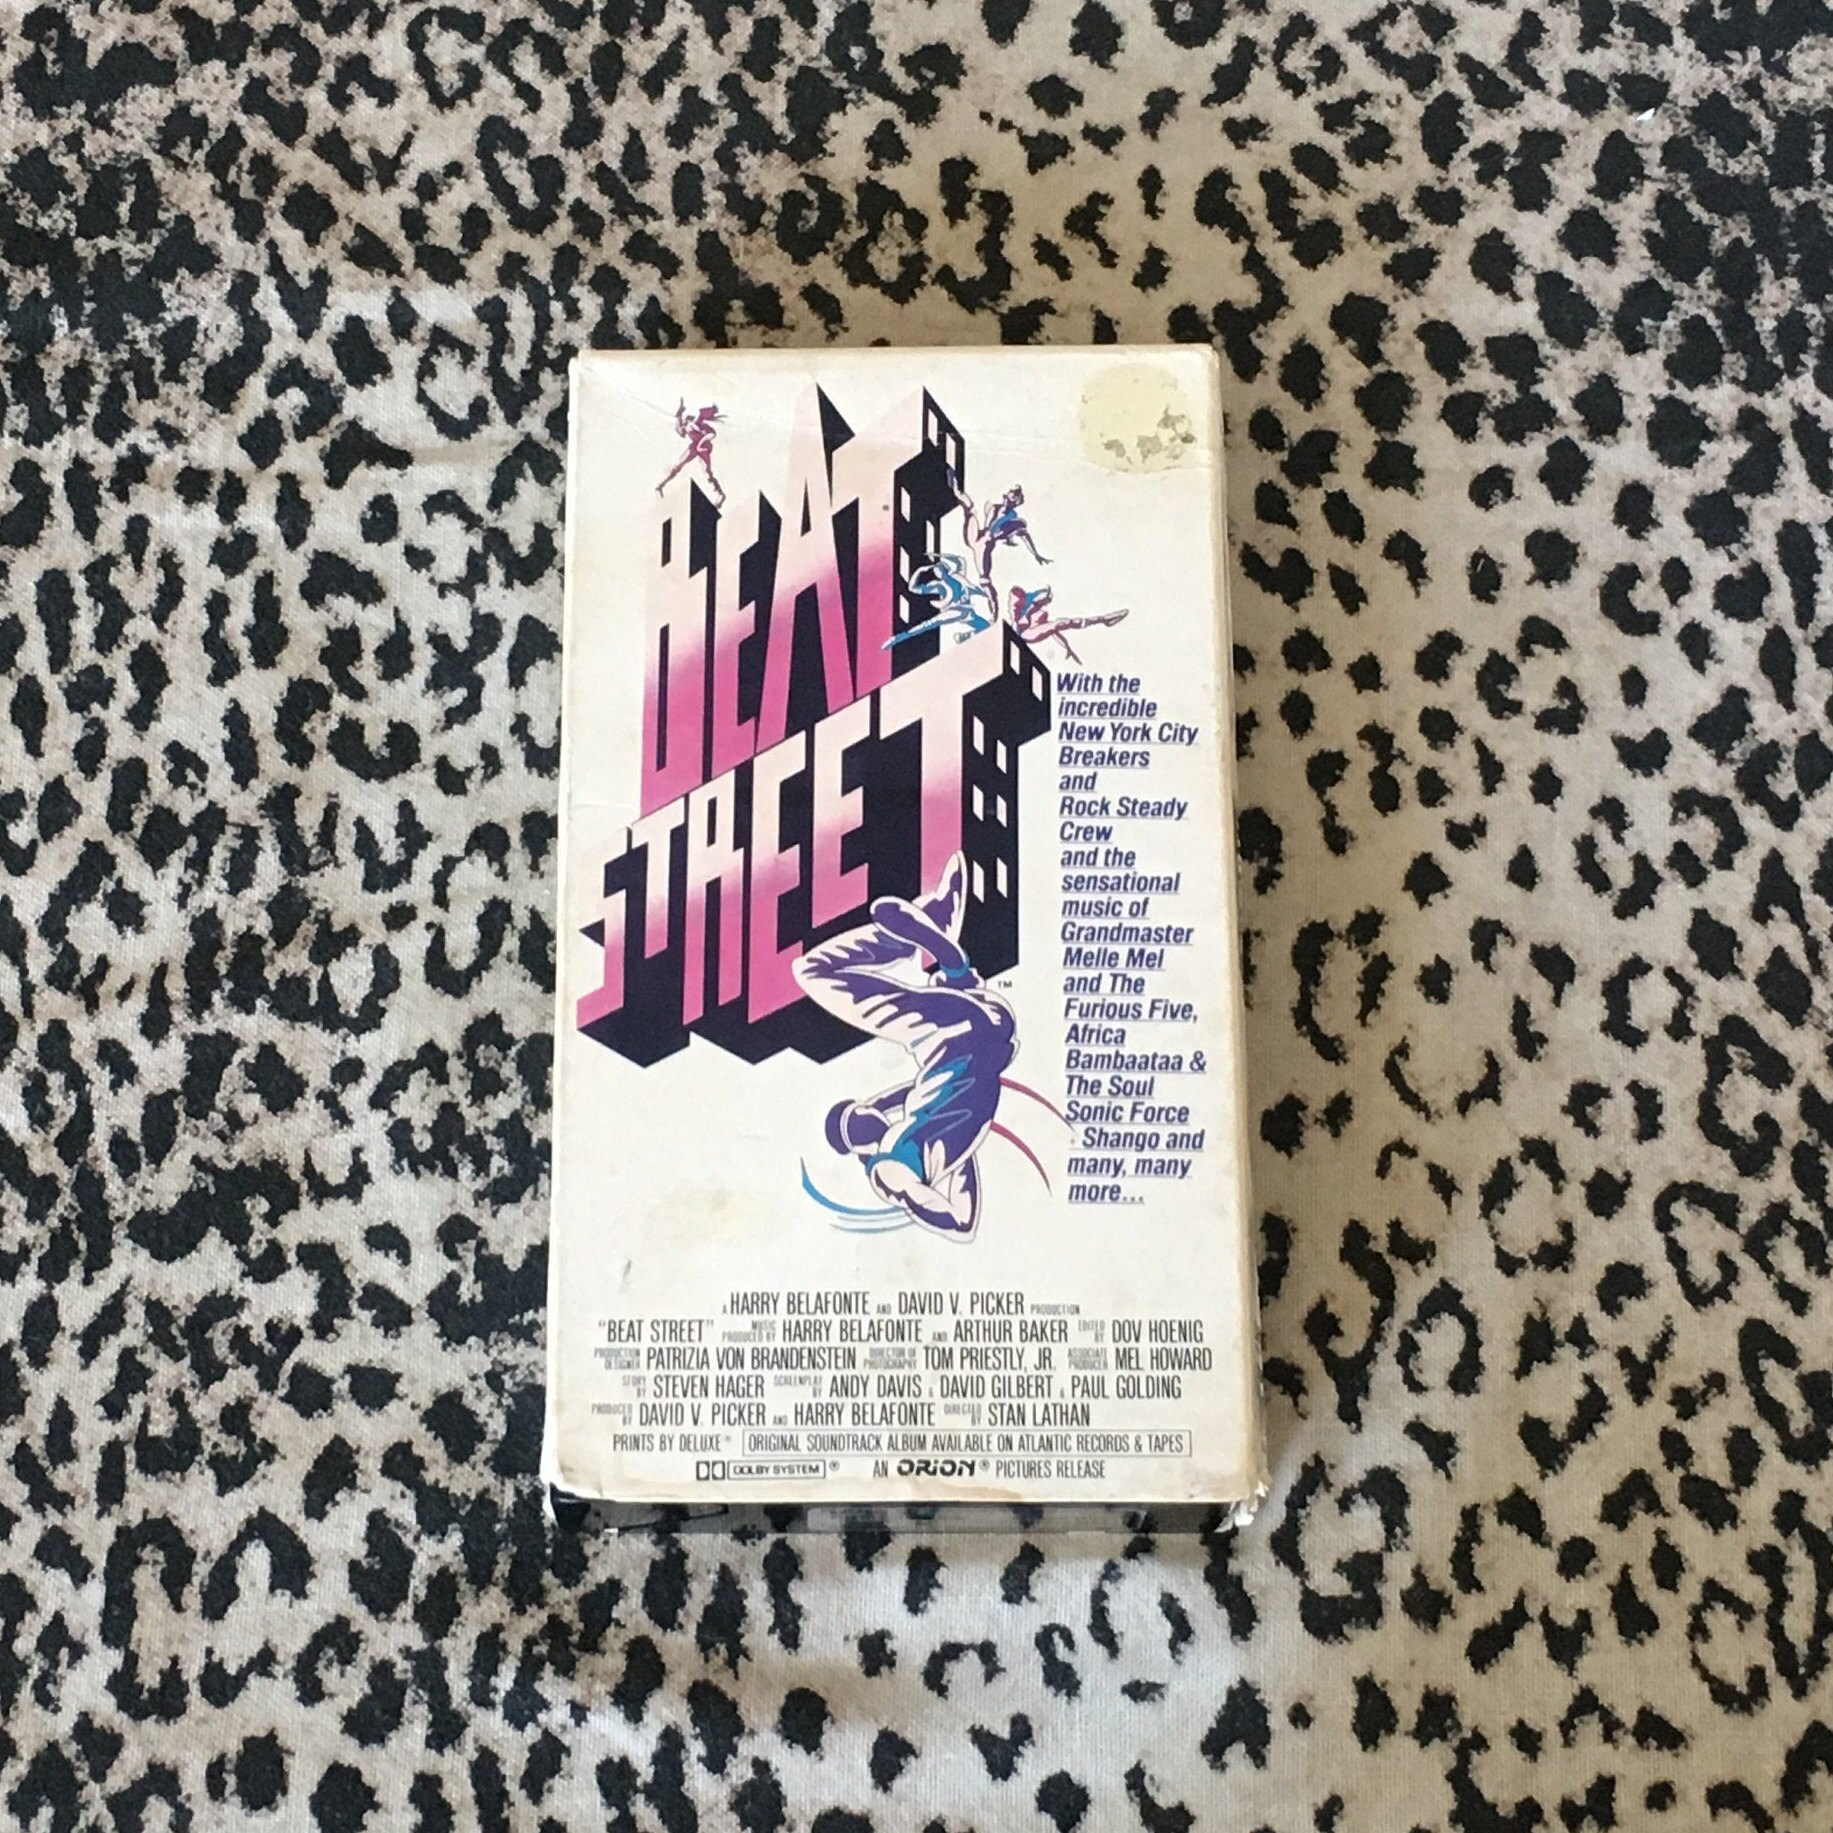 BEAT
STREET
TM
With the
incredible
New York City
Breakers
and
Rock Steady
Crew
and the
sensational
music of
Grandmaster
Melle Mel
and The
Furious Five,
Africa
Bambaataa &
The Soul
Sonic Force
Shango and
many, many
more...
A HARRY BELAFONTE AND DAVID V. PICKER PRODUCTION
"BEAT STREET" MUSIC PRODUCED BY HARRY BELAFONTE AND ARTHUR BAKER EDITED BY DOV HOENIG
PRODUCTION DESIGNER PATRIZIA VON BRANDENSTEIN DIRECTOR OF PHOTOGRAPHY TOM PRIESTLY, JR. ASSOCIATE PRODUCER MEL HOWARD
STORY BY STEVEN HAGER SCREENPLAY BY ANDY DAVIS & DAVID GILBERT & PAUL GOLDING
PRODUCED BY DAVID V. PICKER AND HARRY BELAFONTE DIRECTED BY STAN LATHAN
PRINTS BY DELUXE® ORIGINAL SOUNDTRACK ALBUM AVAILABLE ON ATLANTIC RECORDS & TAPES
DOLBY SYSTEM® AN ORION® PICTURES RELEASE